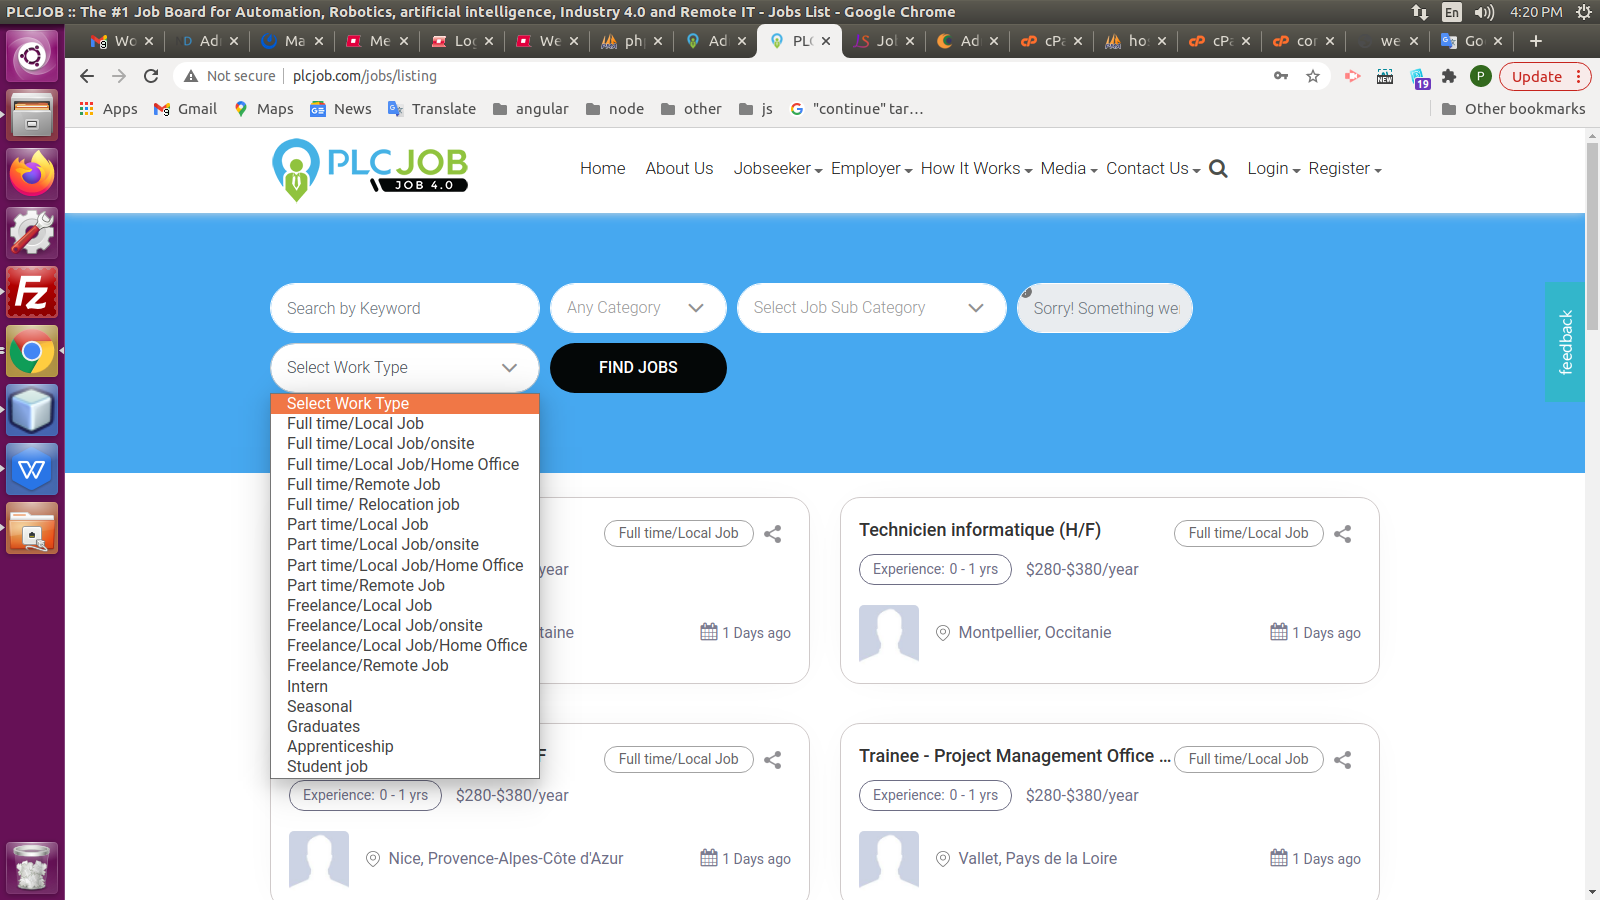 PLCJOB :: The #1 Job Board for Automation, Robotics, artificial intelligence, Industry 4.0 and Remote IT - Jobs List - Google Chrome
En
4:20 PM
Wo
Adi
Ma
Me
Log
We
ph
Ad
PLC
Jol
Ad
cPa
hos
cPa
cor
we
Go
Not secure
plcjob.com/jobs/listing
NEW
19
P
Update
Apps
Gmail
Maps
News
Translate
angular
node
other
js
"continue" tar…
Other bookmarks
PLCJOB
JOB 4.0
Home
About Us
Jobseeker
Employer
How It Works
Media
Contact Us
Login
Register
Search by Keyword
Any Category
Select Job Sub Category
Sorry! Something we
Select Work Type
FIND JOBS
feedback
Select Work Type
Full time/Local Job
Full time/Local Job/onsite
Full time/Local Job/Home Office
Full time/Remote Job
Full time/ Relocation job
Part time/Local Job
Part time/Local Job/onsite
Part time/Local Job/Home Office
Part time/Remote Job
Freelance/Local Job
Freelance/Local Job/onsite
Freelance/Local Job/Home Office
Freelance/Remote Job
Intern
Seasonal
Graduates
Apprenticeship
Student job
Full time/Local Job
/year
taine
1 Days ago
Technicien informatique (H/F)
Full time/Local Job
Experience: 0 - 1 yrs
$280-$380/year
Montpellier, Occitanie
1 Days ago
F
Full time/Local Job
Experience: 0 - 1 yrs
$280-$380/year
Nice, Provence-Alpes-Côte d'Azur
1 Days ago
Trainee - Project Management Office ...
Full time/Local Job
Experience: 0 - 1 yrs
$280-$380/year
Vallet, Pays de la Loire
1 Days ago